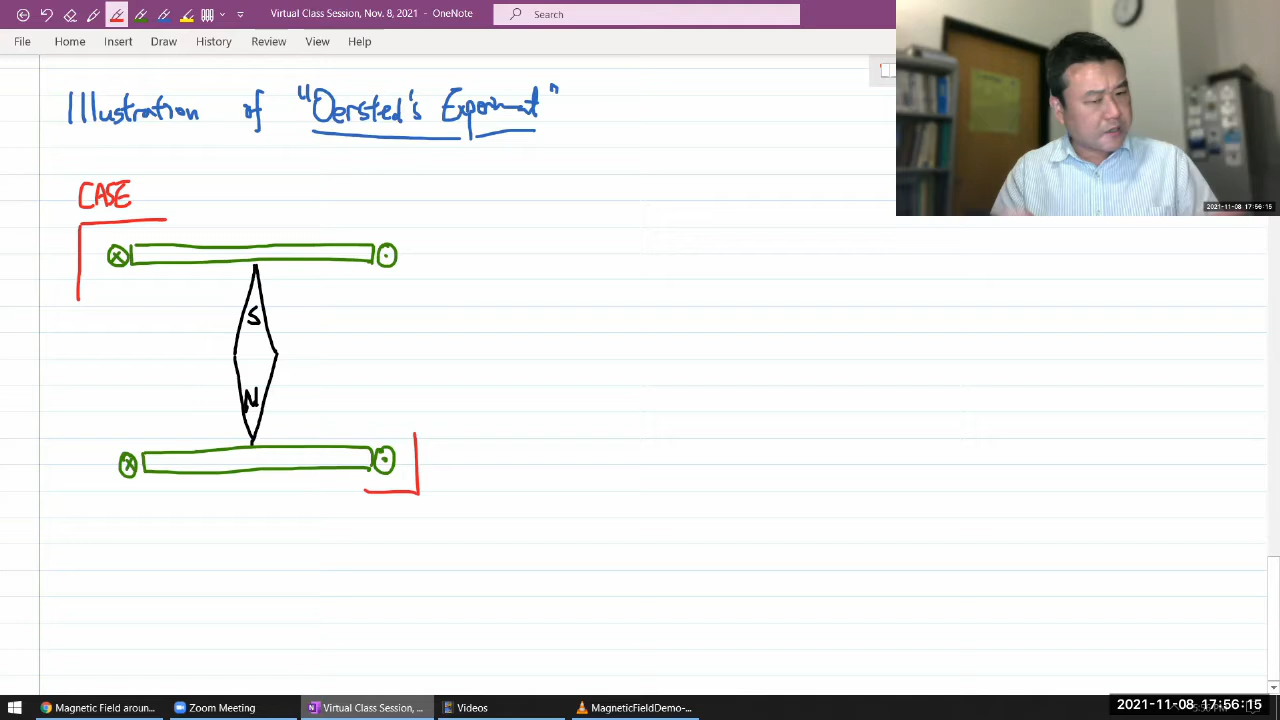 Virtual Class Session, Nov. 8, 2021 - OneNote
Search
File Home Insert Draw History Review View Help
Illustration of "Oersted's Experiment"
CASE
S
N
2021-11-08 17:56:15
Magnetic Field aroun... Zoom Meeting Virtual Class Session, ... Videos MagneticFieldDemo-...
2021-11-08 17:56:15